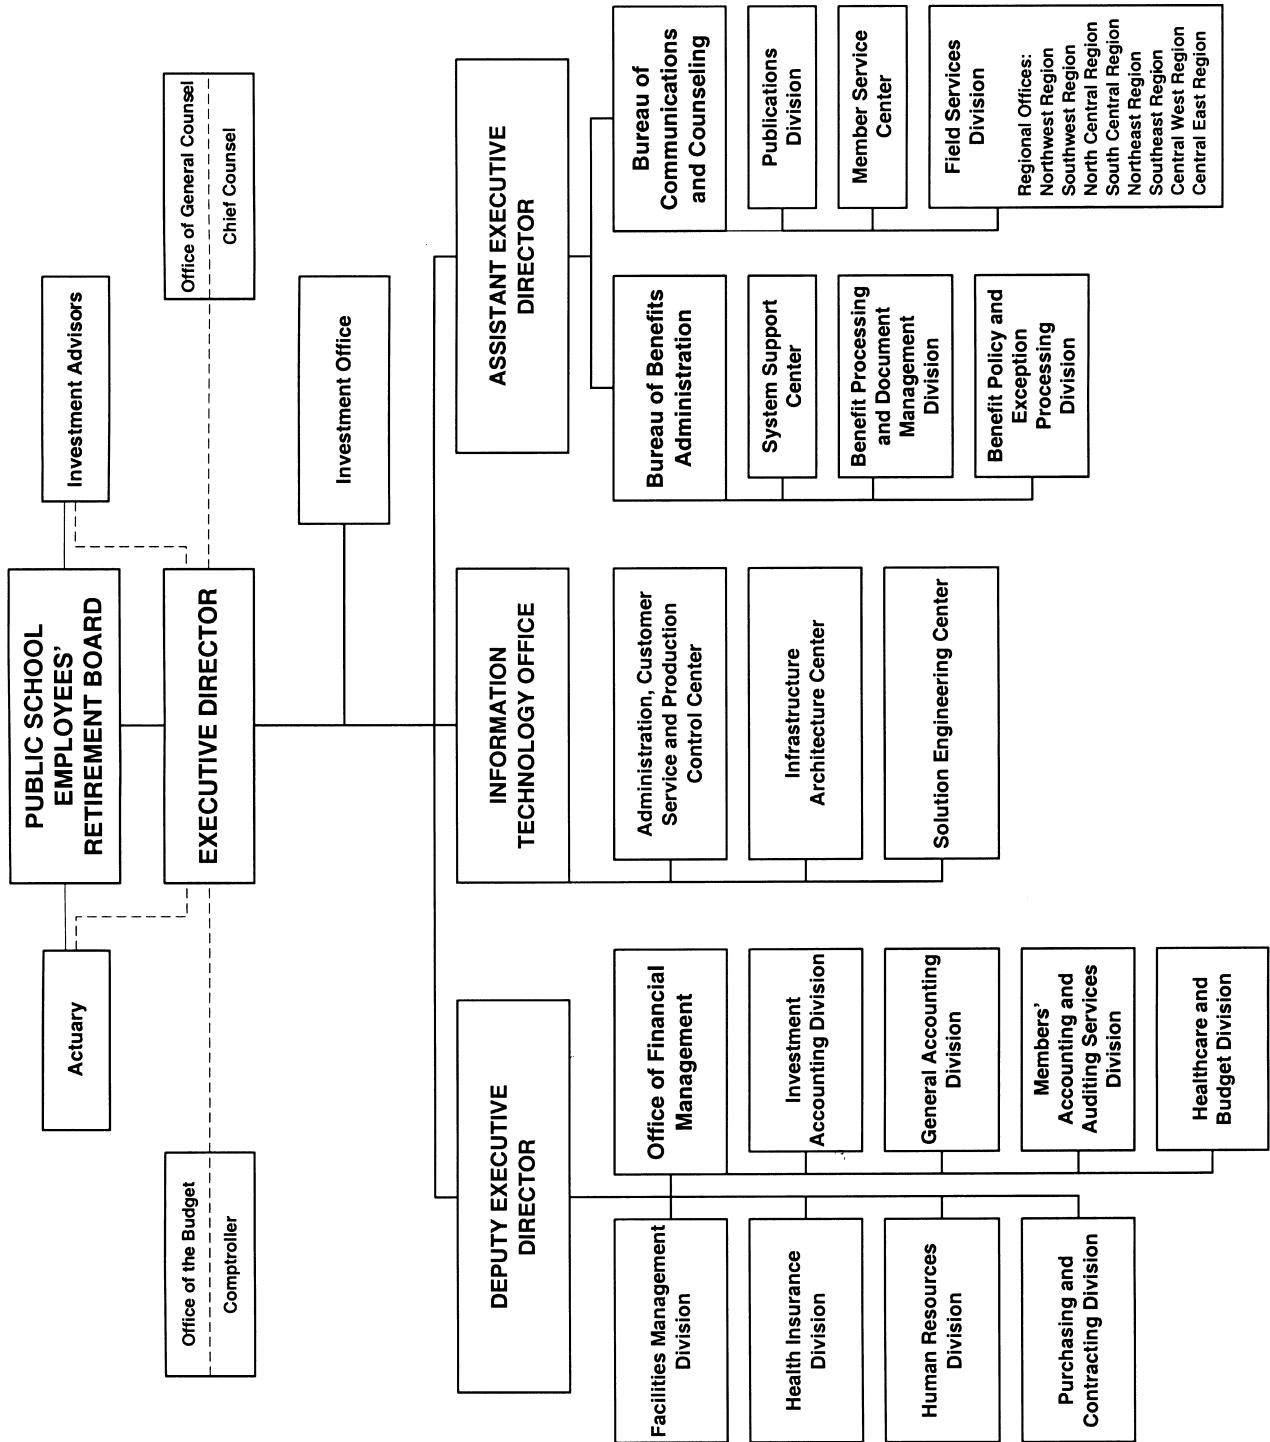 PUBLIC SCHOOL
EMPLOYEES'
RETIREMENT BOARD
Actuary
Investment Advisors
EXECUTIVE DIRECTOR
Office of the Budget
Comptroller
Office of General Counsel
Chief Counsel
Investment Office
DEPUTY EXECUTIVE
DIRECTOR
INFORMATION
TECHNOLOGY OFFICE
ASSISTANT EXECUTIVE
DIRECTOR
Facilities Management
Division
Health Insurance
Division
Human Resources
Division
Purchasing and
Contracting Division
Office of Financial
Management
Investment
Accounting Division
General Accounting
Division
Members'
Accounting and
Auditing Services
Division
Healthcare and
Budget Division
Administration, Customer
Service and Production
Control Center
Infrastructure
Architecture Center
Solution Engineering Center
Bureau of Benefits
Administration
System Support
Center
Benefit Processing
and Document
Management
Division
Benefit Policy and
Exception
Processing
Division
Bureau of
Communications
and Counseling
Publications
Division
Member Service
Center
Field Services
Division
Regional Offices:
Northwest Region
Southwest Region
North Central Region
South Central Region
Northeast Region
Southeast Region
Central West Region
Central East Region